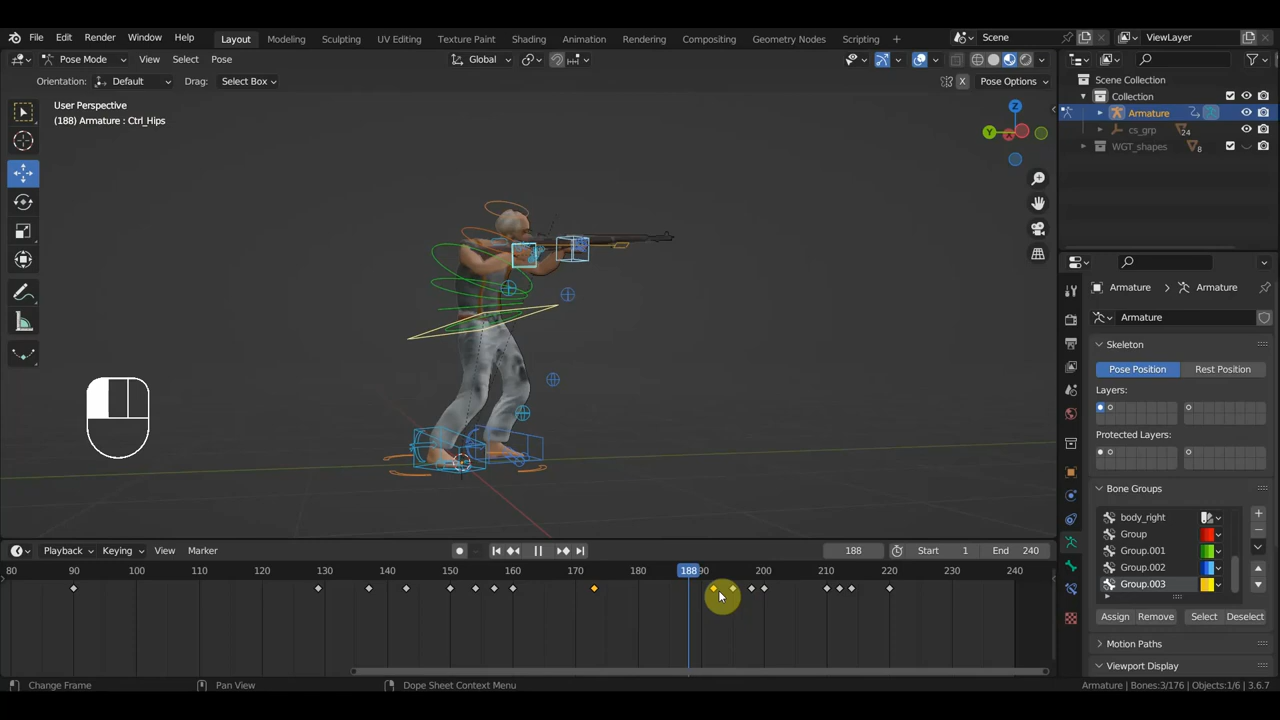 File Edit Render Window Help Layout Modeling Sculpting UV Editing Texture Paint Shading Animation Rendering Compositing Geometry Nodes Scripting + Scene ViewLayer
Pose Mode View Select Pose Global
Orientation: Default Drag: Select Box X Pose Options
User Perspective
(188) Armature : Ctrl_Hips
Z
Y
Scene Collection
Collection
Armature
cs_grp 24
WGT_shapes 8
Armature > Armature
Armature
Skeleton
Pose Position Rest Position
Layers:
Protected Layers:
Bone Groups
body_right
Group
Group.001
Group.002
Group.003
Assign Remove Select Deselect
Motion Paths
Viewport Display
Playback Keying View Marker 188 Start 1 End 240
80 90 100 110 120 130 140 150 160 170 180 188 90 200 210 220 230 240
Change Frame Pan View Dope Sheet Context Menu Armature | Bones:3/176 | Objects:1/6 | 3.6.7